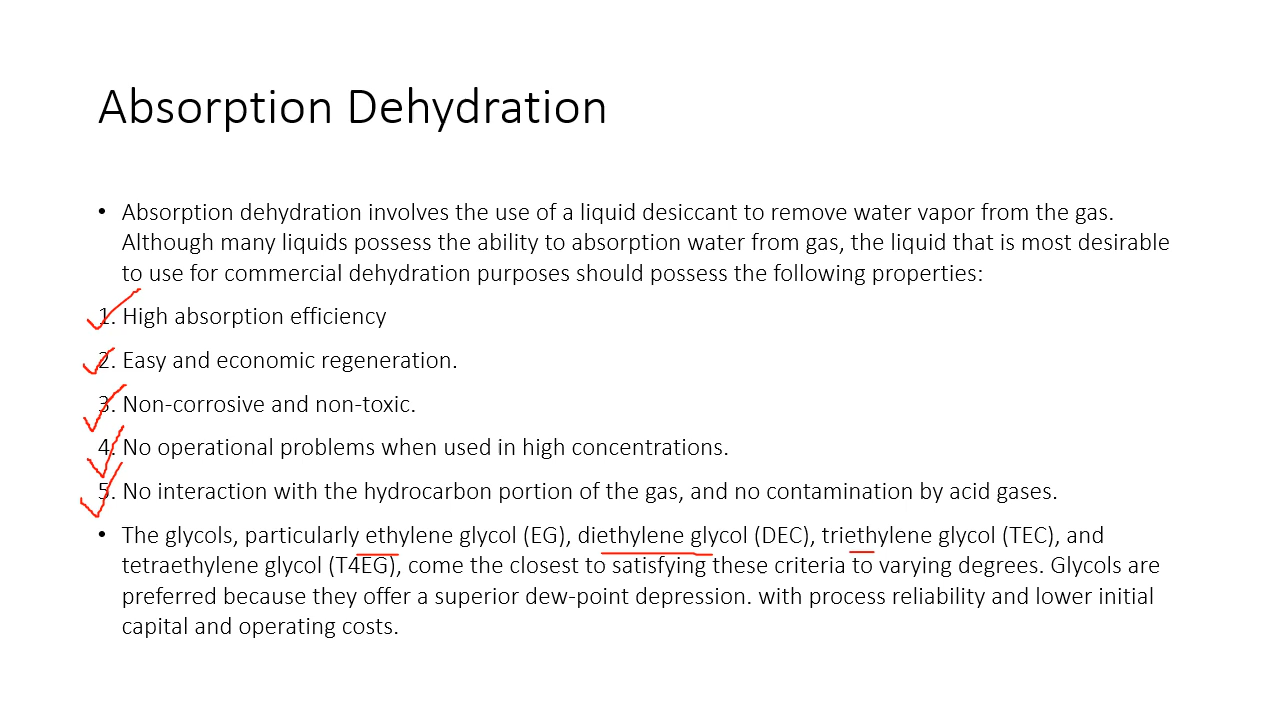 Absorption Dehydration
• Absorption dehydration involves the use of a liquid desiccant to remove water vapor from the gas.
Although many liquids possess the ability to absorption water from gas, the liquid that is most desirable
to use for commercial dehydration purposes should possess the following properties:
1. High absorption efficiency
2. Easy and economic regeneration.
3. Non-corrosive and non-toxic.
4. No operational problems when used in high concentrations.
5. No interaction with the hydrocarbon portion of the gas, and no contamination by acid gases.
• The glycols, particularly ethylene glycol (EG), diethylene glycol (DEC), triethylene glycol (TEC), and
tetraethylene glycol (T4EG), come the closest to satisfying these criteria to varying degrees. Glycols are
preferred because they offer a superior dew-point depression. with process reliability and lower initial
capital and operating costs.